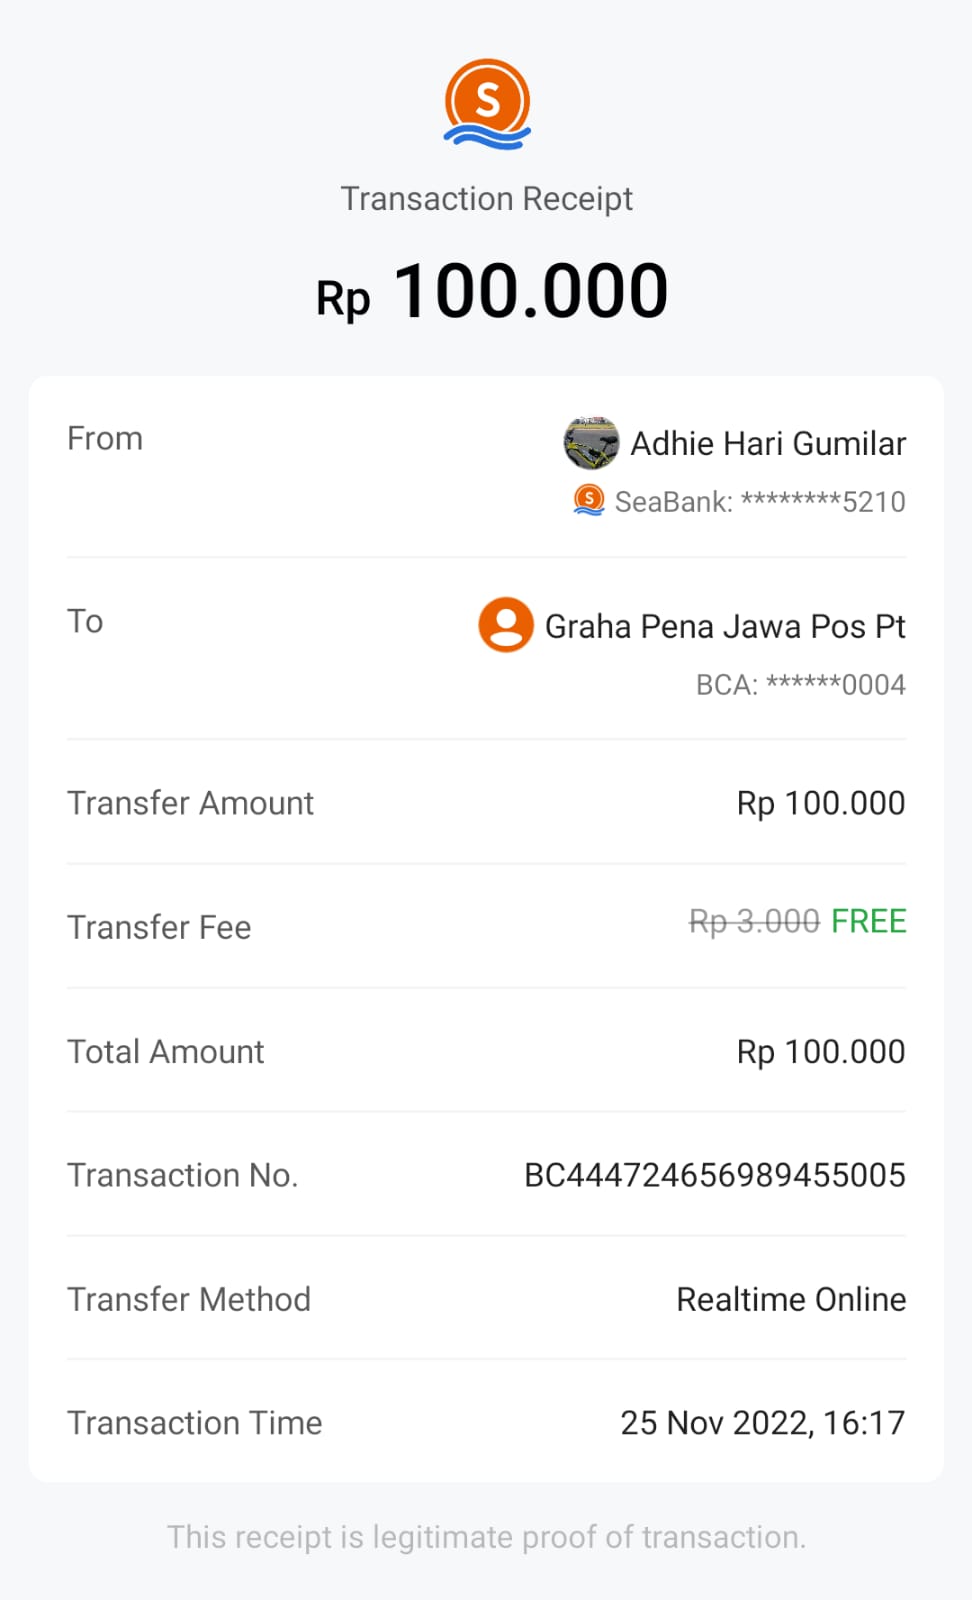 S
Transaction Receipt
Rp 100.000
From
Adhie Hari Gumilar
S SeaBank: ********5210
To
Graha Pena Jawa Pos Pt
BCA: ******0004
Transfer Amount
Rp 100.000
Transfer Fee
Rp 3.000 FREE
Total Amount
Rp 100.000
Transaction No.
BC444724656989455005
Transfer Method
Realtime Online
Transaction Time
25 Nov 2022, 16:17
This receipt is legitimate proof of transaction.